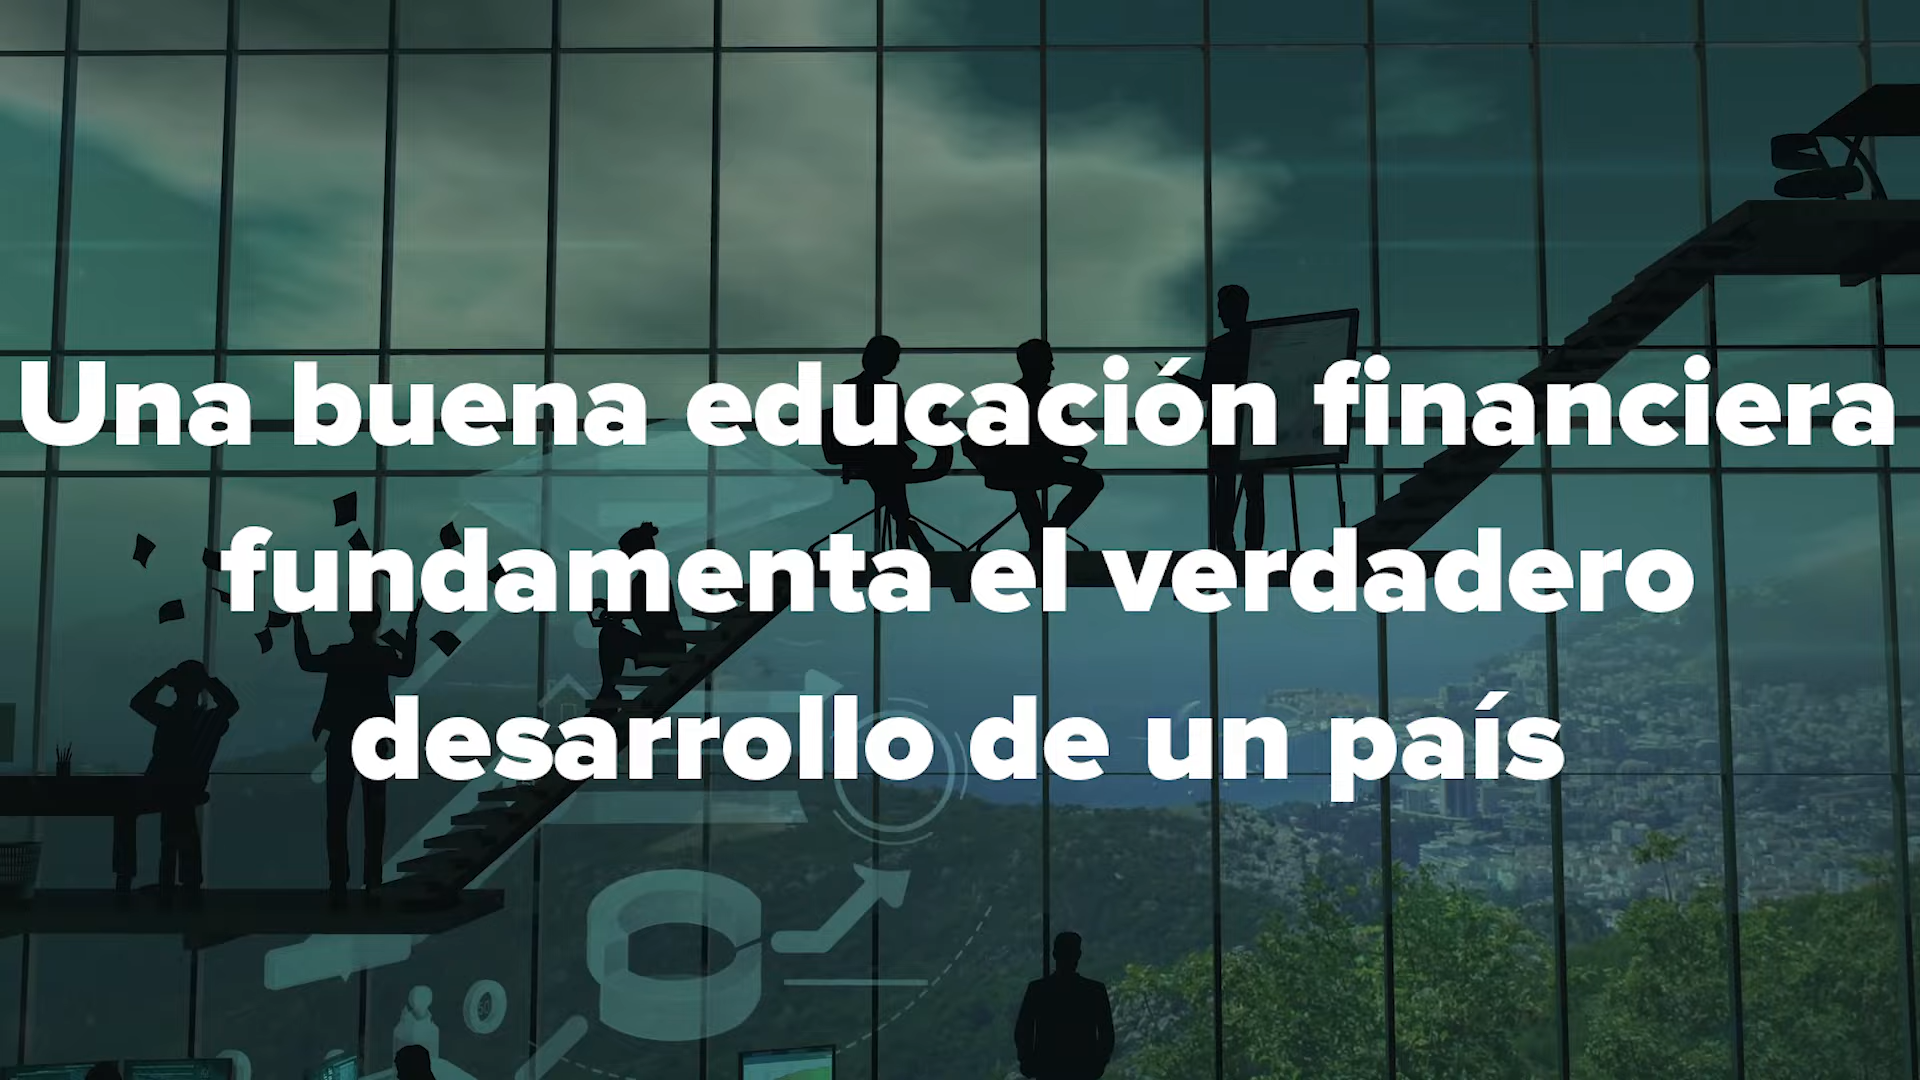 Una buena educación financiera
fundamenta el verdadero
desarrollo de un país